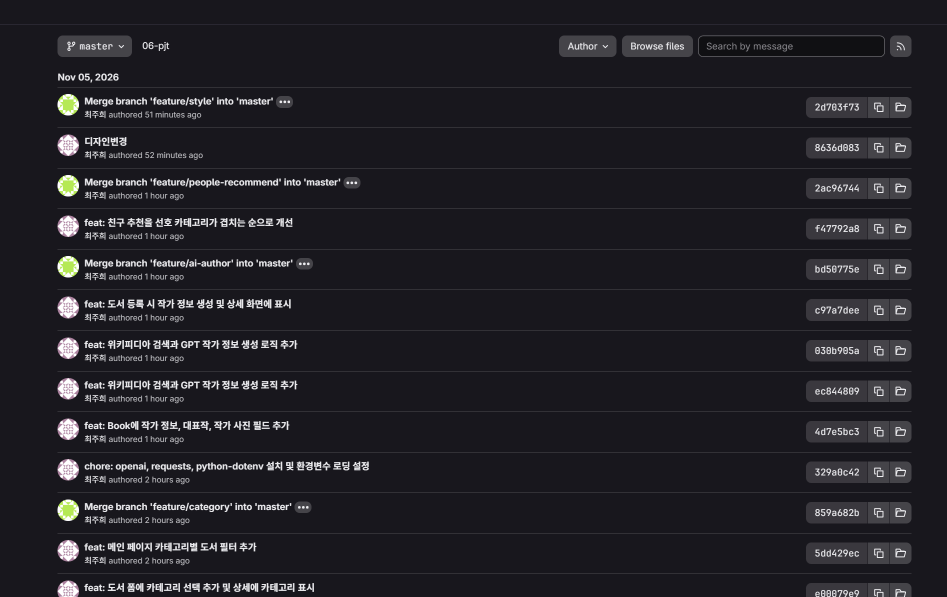 master
06-pjt
Author
Browse files
Search by message
Nov 05, 2026
Merge branch 'feature/style' into 'master'
최주희 authored 51 minutes ago
2d703f73
디자인변경
최주희 authored 52 minutes ago
8636d083
Merge branch 'feature/people-recommend' into 'master'
최주희 authored 1 hour ago
2ac96744
feat: 친구 추천을 선호 카테고리가 겹치는 순으로 개선
최주희 authored 1 hour ago
f47792a8
Merge branch 'feature/ai-author' into 'master'
최주희 authored 1 hour ago
bd50775e
feat: 도서 등록 시 작가 정보 생성 및 상세 화면에 표시
최주희 authored 1 hour ago
c97a7dee
feat: 위키피디아 검색과 GPT 작가 정보 생성 로직 추가
최주희 authored 1 hour ago
030b905a
feat: 위키피디아 검색과 GPT 작가 정보 생성 로직 추가
최주희 authored 1 hour ago
ec844809
feat: Book에 작가 정보, 대표작, 작가 사진 필드 추가
최주희 authored 1 hour ago
4d7e5bc3
chore: openai, requests, python-dotenv 설치 및 환경변수 로딩 설정
최주희 authored 2 hours ago
329a0c42
Merge branch 'feature/category' into 'master'
최주희 authored 2 hours ago
859a682b
feat: 메인 페이지 카테고리별 도서 필터 추가
최주희 authored 2 hours ago
5dd429ec
feat: 도서 폼에 카테고리 선택 추가 및 상세에 카테고리 표시
e00079e9